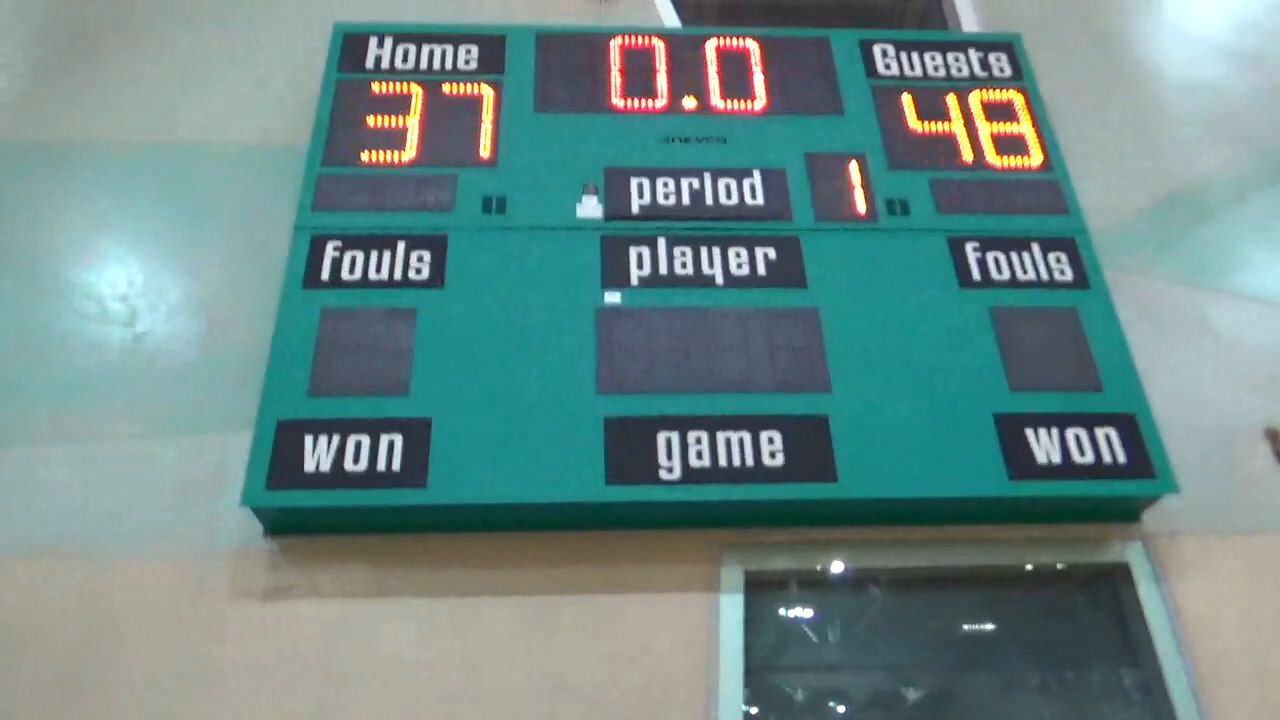 Home 0.0 Guests
37 48
period 1
fouls player fouls
won game won